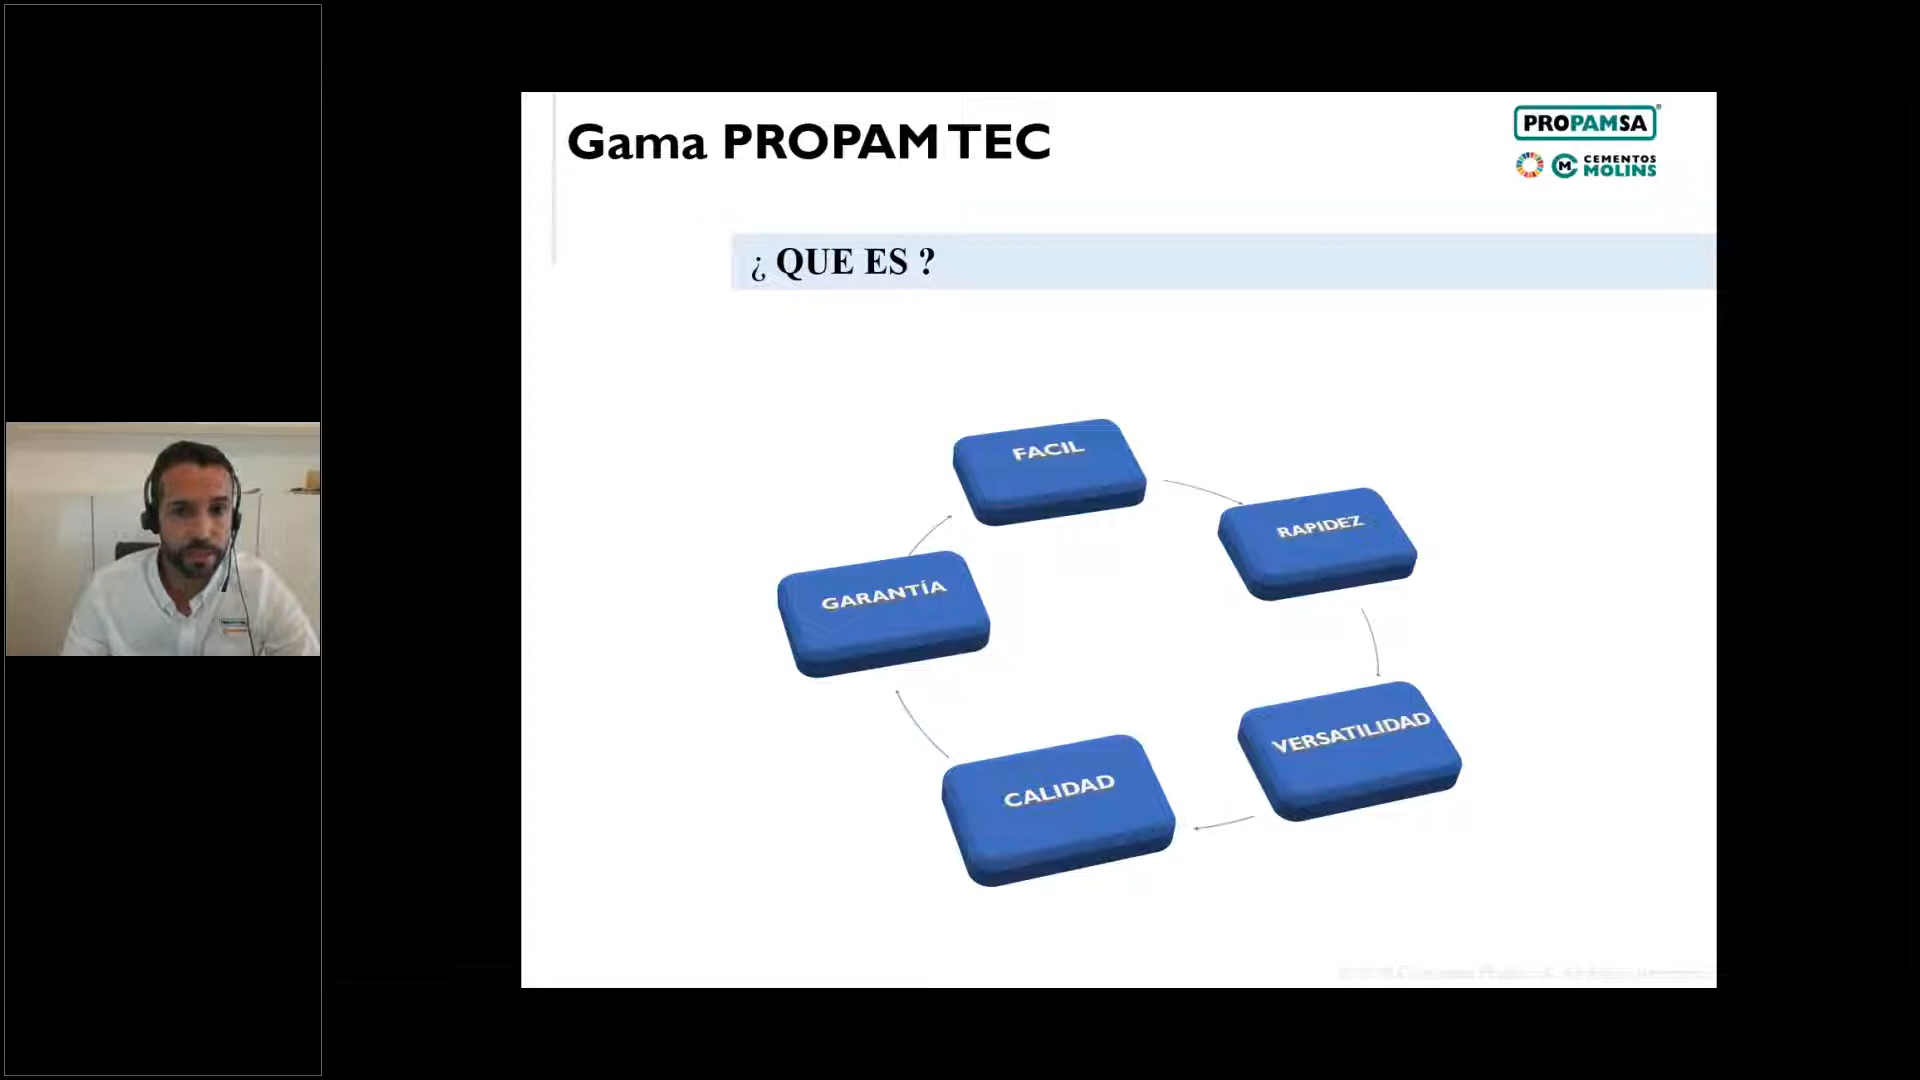 Gama PROPAM TEC
PROPAMSA
CEMENTOS
MOLINS
¿ QUE ES ?
FACIL
RAPIDEZ
GARANTÍA
VERSATILIDAD
CALIDAD